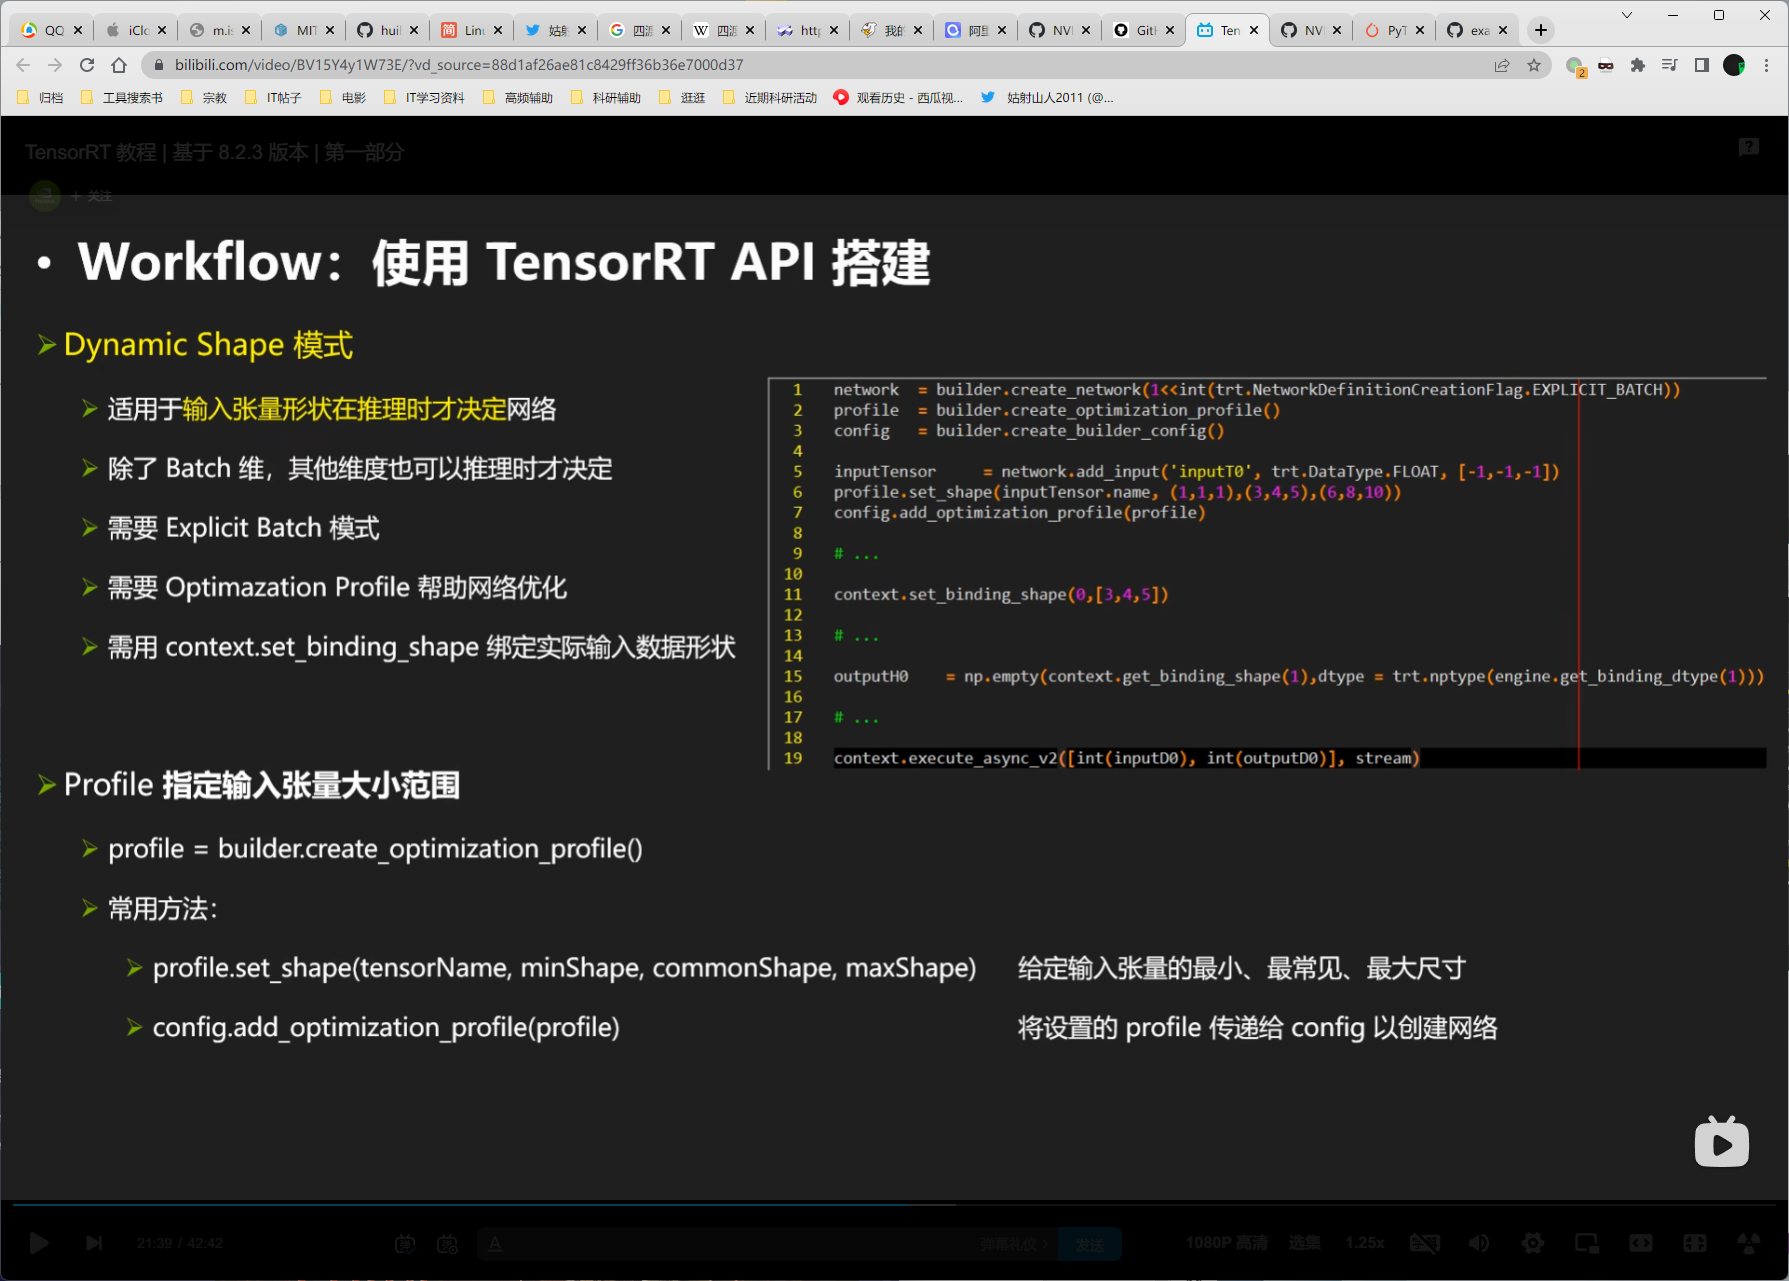 QQ
iClo
m.is
MIT
huil
Linu
姑射
四涯
W 四涯
http
我的
阿里
NVI
GitH
Ten
NVI
PyT
exa
bilibili.com/video/BV15Y4y1W73E/?vd_source=88d1af26ae81c8429ff36b36e7000d37
2
归档
工具搜索书
宗教
IT帖子
电影
IT学习资料
高频辅助
科研辅助
逛逛
近期科研活动
观看历史 - 西瓜视...
姑射山人2011 (@...
TensorRT 教程 | 基于 8.2.3 版本 | 第一部分
+ 关注
• Workflow：使用 TensorRT API 搭建
Dynamic Shape 模式
适用于输入张量形状在推理时才决定网络
除了 Batch 维，其他维度也可以推理时才决定
需要 Explicit Batch 模式
需要 Optimazation Profile 帮助网络优化
需用 context.set_binding_shape 绑定实际输入数据形状
1 network = builder.create_network(1<<int(trt.NetworkDefinitionCreationFlag.EXPLICIT_BATCH))
2 profile = builder.create_optimization_profile()
3 config = builder.create_builder_config()
4
5 inputTensor = network.add_input('inputT0', trt.DataType.FLOAT, [-1,-1,-1])
6 profile.set_shape(inputTensor.name, (1,1,1),(3,4,5),(6,8,10))
7 config.add_optimization_profile(profile)
8
9 # ...
10
11 context.set_binding_shape(0,[3,4,5])
12
13 # ...
14
15 outputH0 = np.empty(context.get_binding_shape(1),dtype = trt.nptype(engine.get_binding_dtype(1)))
16
17 # ...
18
19 context.execute_async_v2([int(inputD0), int(outputD0)], stream)
Profile 指定输入张量大小范围
profile = builder.create_optimization_profile()
常用方法：
profile.set_shape(tensorName, minShape, commonShape, maxShape) 给定输入张量的最小、最常见、最大尺寸
config.add_optimization_profile(profile) 将设置的 profile 传递给 config 以创建网络
21:39 / 42:42
弹幕礼仪 >
发送
1080P 高清
选集
1.25x